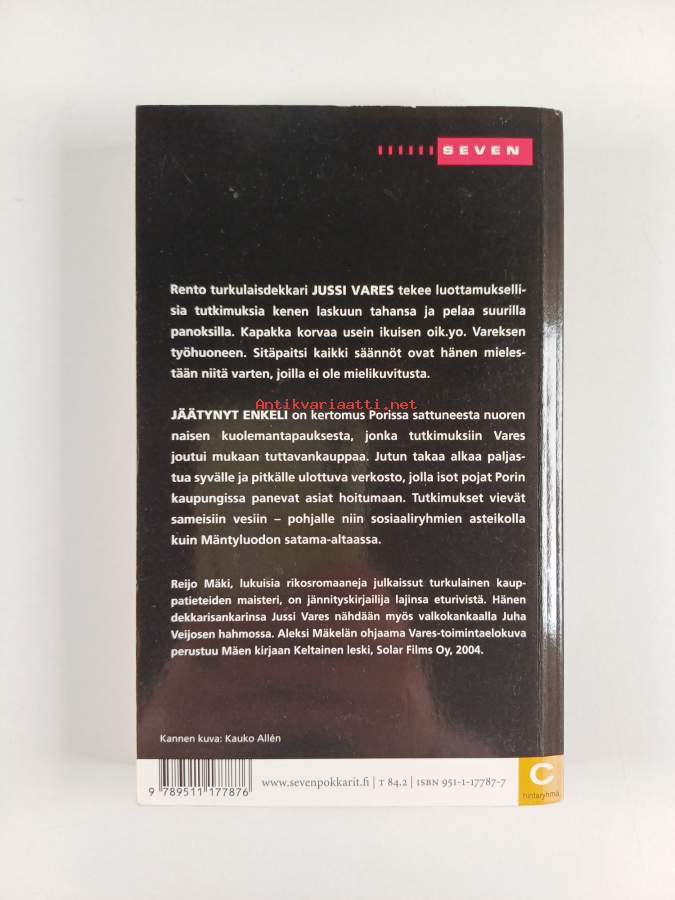 SEVEN
Rento turkulaisdekkari JUSSI VARES tekee luottamukselli-
sia tutkimuksia kenen laskuun tahansa ja pelaa suurilla
panoksilla. Kapakka korvaa usein ikuisen oik.yo. Vareksen
työhuoneen. Sitäpaitsi kaikki säännöt ovat hänen mieles-
tään niitä varten, joilla ei ole mielikuvitusta.
Antikvariaatti.net
JÄÄTYNYT ENKELI on kertomus Porissa sattuneesta nuoren
naisen kuolemantapauksesta, jonka tutkimuksiin Vares
joutui mukaan tuttavankauppaa. Jutun takaa alkaa paljas-
tua syvälle ja pitkälle ulottuva verkosto, jolla isot pojat Porin
kaupungissa panevat asiat hoitumaan. Tutkimukset vievät
sameisiin vesiin – pohjalle niin sosiaaliryhmien asteikolla
kuin Mäntyluodon satama-altaassa.
Reijo Mäki, lukuisia rikosromaaneja julkaissut turkulainen kaup-
patieteiden maisteri, on jännityskirjailija lajinsa eturivistä. Hänen
dekkarisankarinsa Jussi Vares nähdään myös valkokankaalla Juha
Veijosen hahmossa. Aleksi Mäkelän ohjaama Vares-toimintaelokuva
perustuu Mäen kirjaan Keltainen leski, Solar Films Oy, 2004.
Kannen kuva: Kauko Allén
www.sevenpokkarit.fi | T 84.2 | ISBN 951-1-17787-7
9 789511 177876
C
hintaryhmä